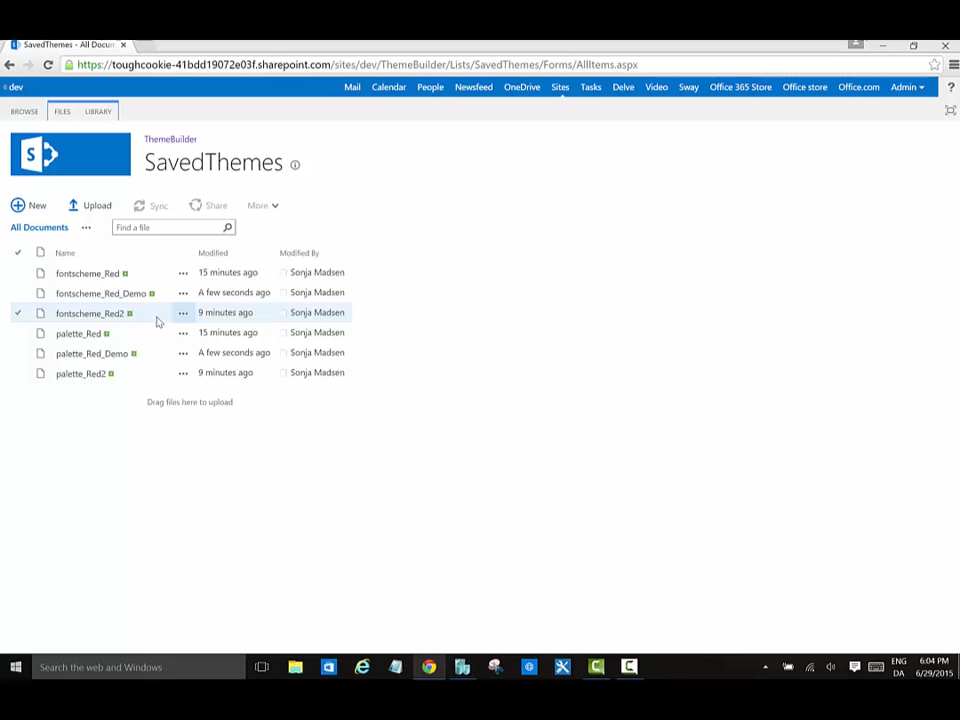 SavedThemes - All Docum
https://toughcookie-41bdd19072e03f.sharepoint.com/sites/dev/ThemeBuilder/Lists/SavedThemes/Forms/AllItems.aspx
dev Mail Calendar People Newsfeed OneDrive Sites Tasks Delve Video Sway Office 365 Store Office store Office.com Admin ?
BROWSE FILES LIBRARY
ThemeBuilder
SavedThemes
New Upload Sync Share More
All Documents ... Find a file
Name Modified Modified By
fontscheme_Red ... 15 minutes ago Sonja Madsen
fontscheme_Red_Demo A few seconds ago Sonja Madsen
fontscheme_Red2 ... 9 minutes ago Sonja Madsen
palette_Red ... 15 minutes ago Sonja Madsen
palette_Red_Demo ... A few seconds ago Sonja Madsen
palette_Red2 ... 9 minutes ago Sonja Madsen
Drag files here to upload
Search the web and Windows
ENG 6:04 PM
DA 6/29/2015